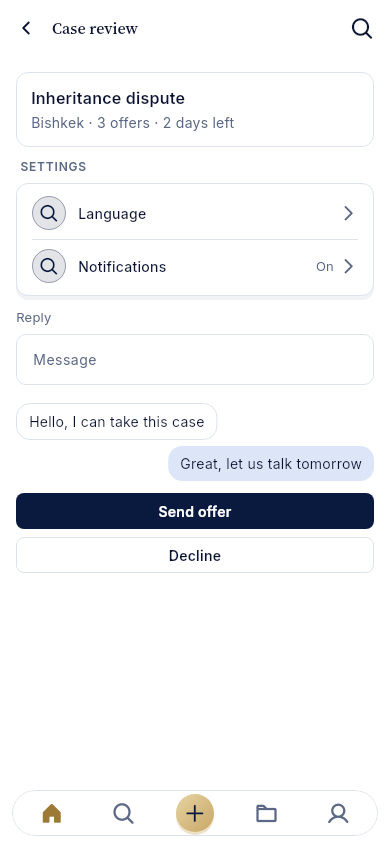 Case review
Inheritance dispute
Bishkek · 3 offers · 2 days left
SETTINGS
Language
Notifications On
Reply
Message
Hello, I can take this case
Great, let us talk tomorrow
Send offer
Decline